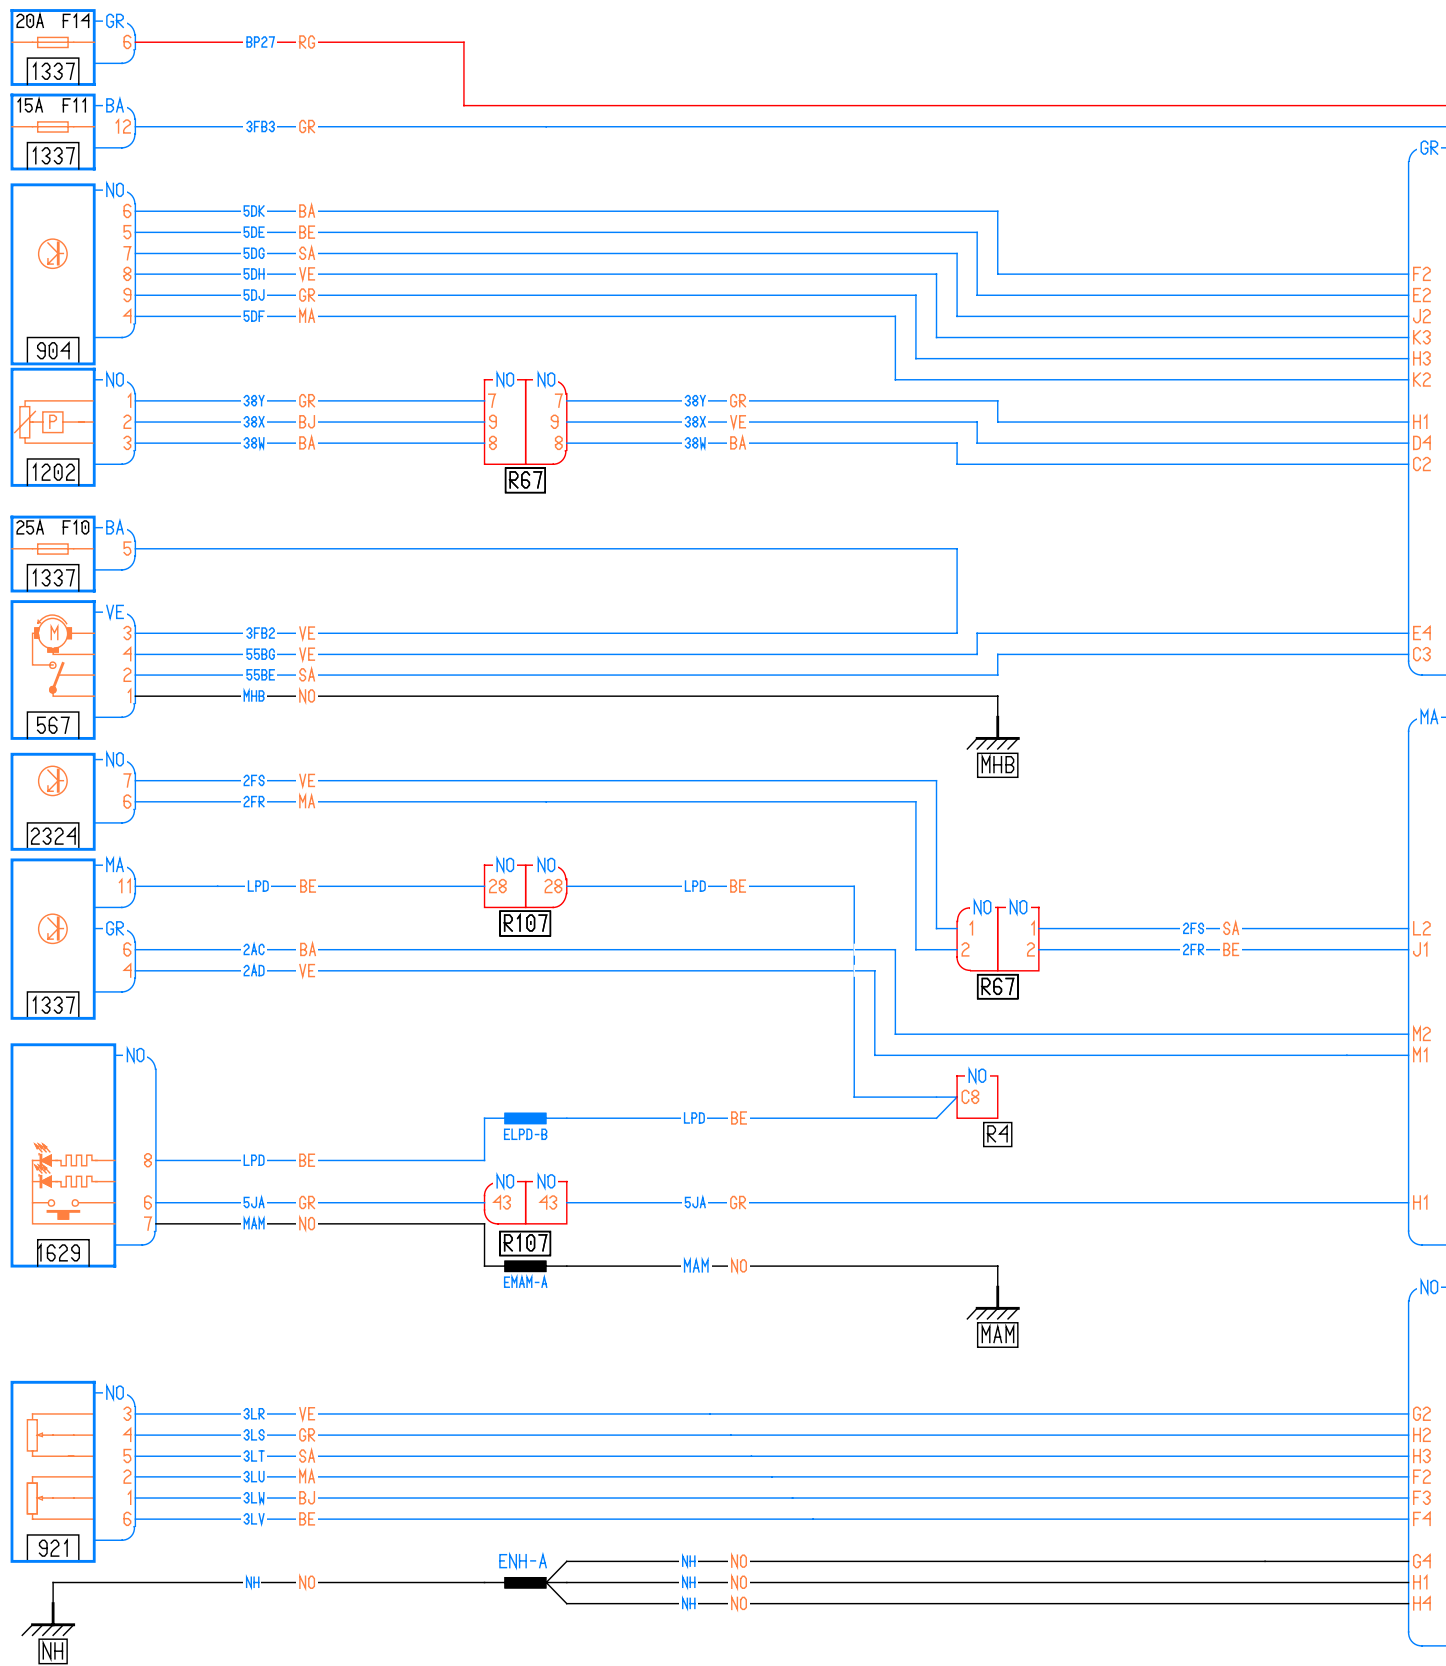 20A F14 GR
6 BP27 RG
1337
15A F11 BA
12 3FB3 GR
1337
GR
NO
6 5DK BA
5 5DE BE
7 5DG SA
8 5DH VE F2
9 5DJ GR E2
4 5DF MA J2
K3
904 H3
NO NO NO K2
1 38Y GR 7 7 38Y GR
P 2 38X BJ 9 9 38X VE H1
3 38W BA 8 8 38W BA D4
C2
1202 R67
25A F10 BA
5
1337
VE
M 3 3FB2 VE E4
4 55BG VE C3
2 55BE SA
1 MHB NO
567 MA
NO MHB
7 2FS VE
6 2FR MA
2324
MA NO NO
11 LPD BE 28 28 LPD BE
NO NO
GR R107 1 1 2FS SA L2
6 2AC BA 2 2 2FR BE J1
4 2AD VE
1337 R67
M2
NO M1
NO
C8
LPD BE
ELPD-B R4
8 LPD BE
NO NO
6 5JA GR 43 43 5JA GR H1
7 MAM NO
1629 R107
MAM NO
EMAM-A
NO
MAM
NO
3 3LR VE G2
4 3LS GR H2
5 3LT SA H3
2 3LU MA F2
1 3LW BJ F3
6 3LV BE F4
921
ENH-A NH NO G4
NH NO NH NO H1
NH NO H4
NH